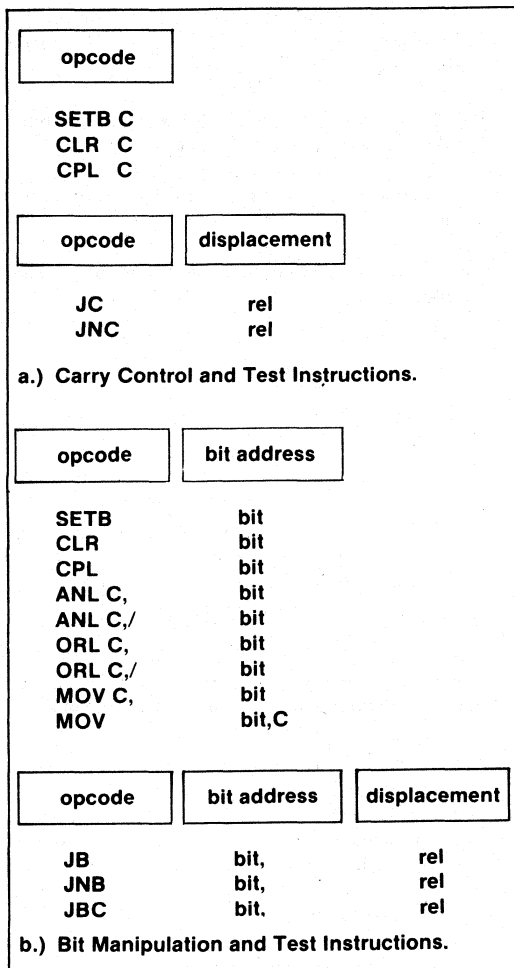 opcode
SETB C
CLR C
CPL C
opcode displacement
JC rel
JNC rel
a.) Carry Control and Test Instructions.
opcode bit address
SETB bit
CLR bit
CPL bit
ANL C, bit
ANL C,/ bit
ORL C, bit
ORL C,/ bit
MOV C, bit
MOV bit,C
opcode bit address displacement
JB bit, rel
JNB bit, rel
JBC bit, rel
b.) Bit Manipulation and Test Instructions.